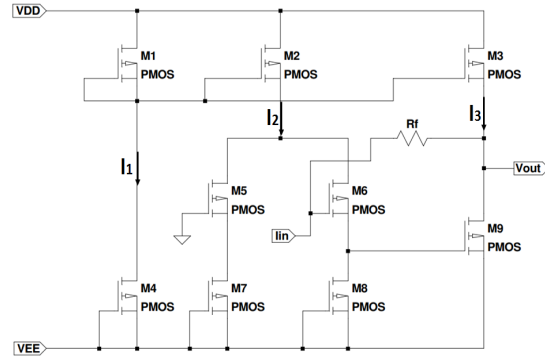 VDD
M1
PMOS
M2
PMOS
M3
PMOS
I1
I2
I3
Rf
Vout
M5
PMOS
M6
PMOS
Iin
M9
PMOS
M4
PMOS
M7
PMOS
M8
PMOS
VEE